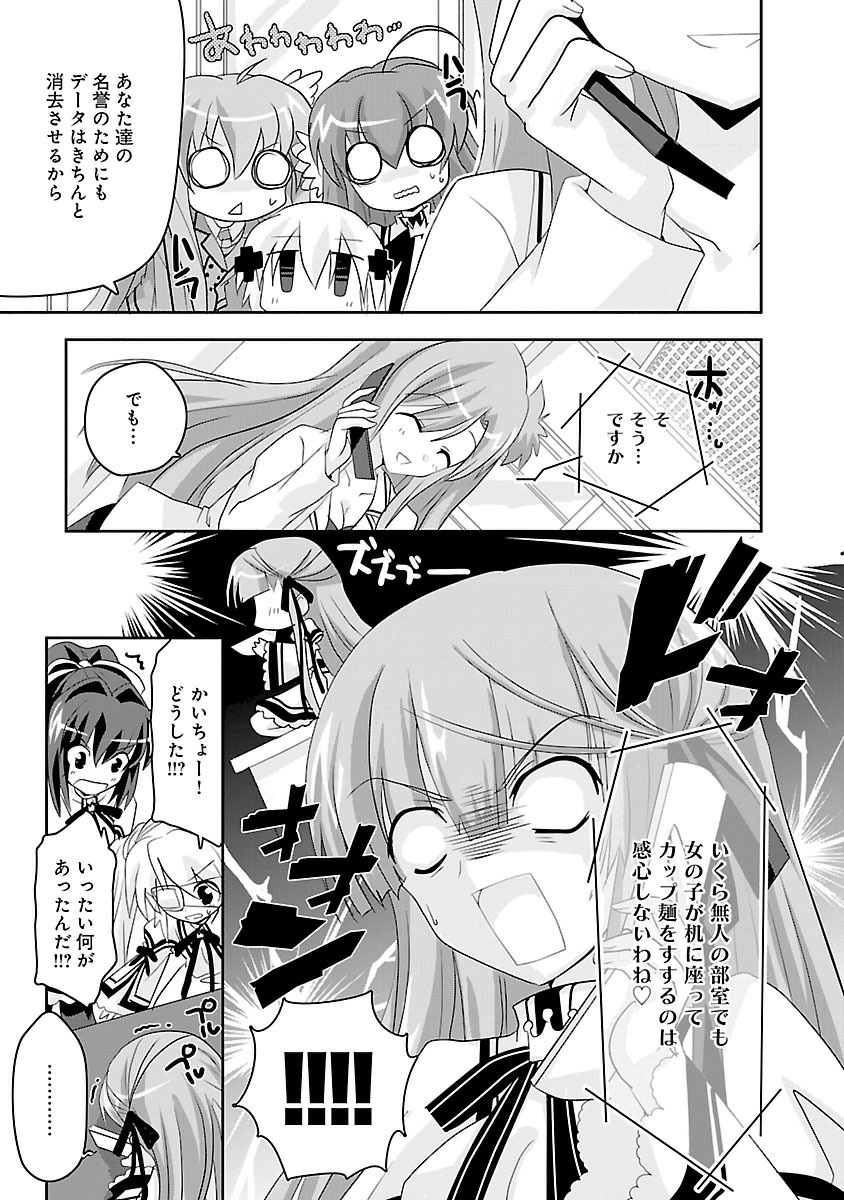 あなた達の
名誉のためにも
データはきちんと
消去させるから
あわわわわわ…
ハラ
ハラ
ホッ…
そ
そう…
ですか
でも…
ズズズー
いくら無人の部室でも
女の子が机に座って
カップ麺をすするのは
感心しないわね♡
!!!!
かいちょー！
どうした!!?
いったい何が
あったんだ!!?
プル
プル
…………